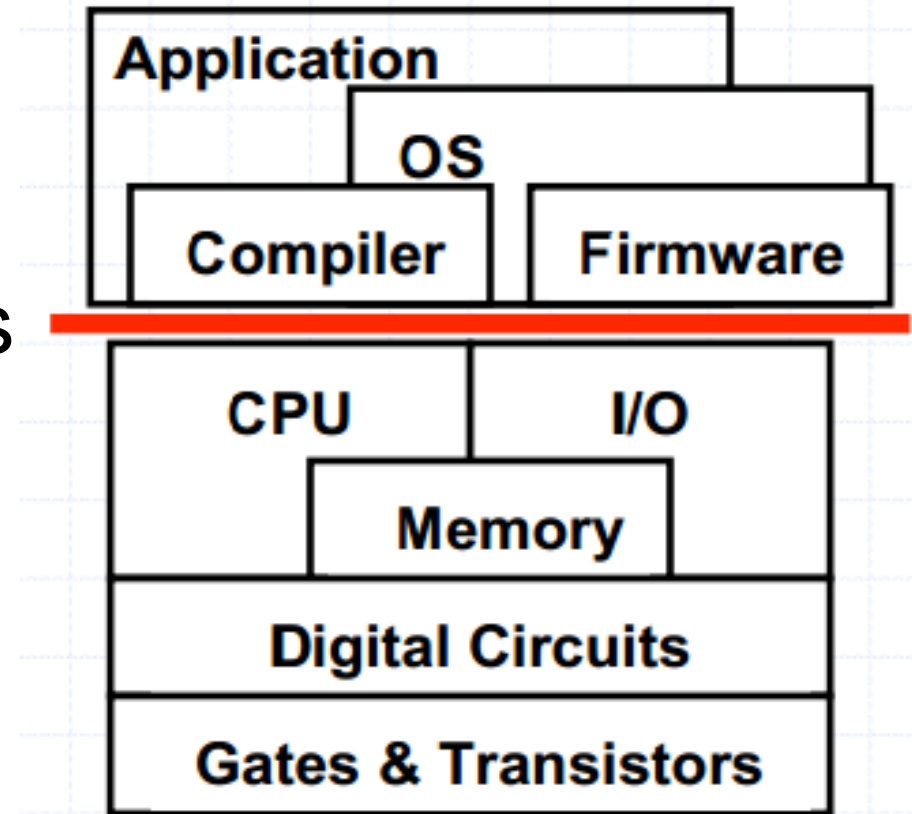 Application
OS
Compiler Firmware
s
CPU I/O
Memory
Digital Circuits
Gates & Transistors